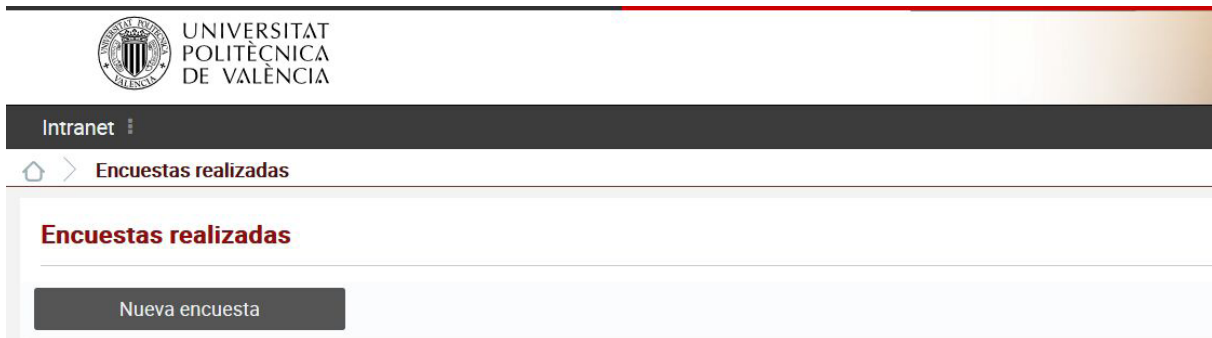 UNIVERSITAT
POLITÈCNICA
DE VALÈNCIA
Intranet
Encuestas realizadas
Encuestas realizadas
Nueva encuesta